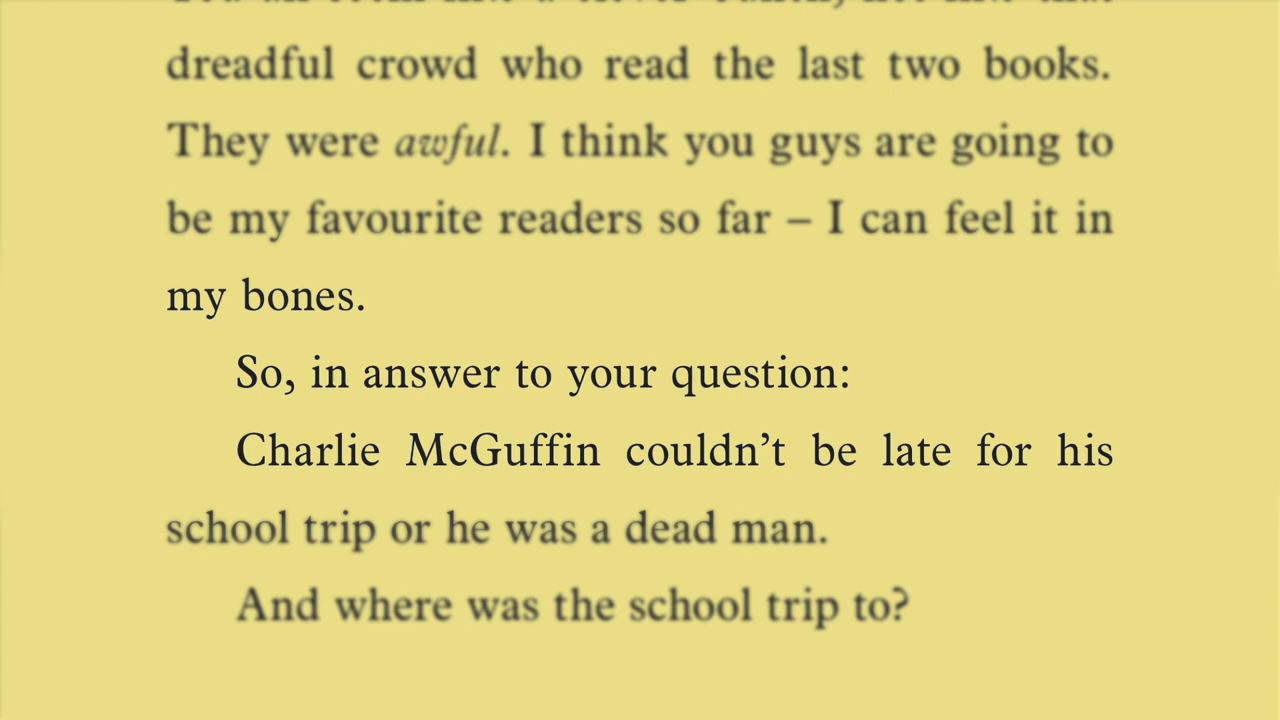 dreadful crowd who read the last two books.
They were awful. I think you guys are going to
be my favourite readers so far – I can feel it in
my bones.
So, in answer to your question:
Charlie McGuffin couldn’t be late for his
school trip or he was a dead man.
And where was the school trip to?